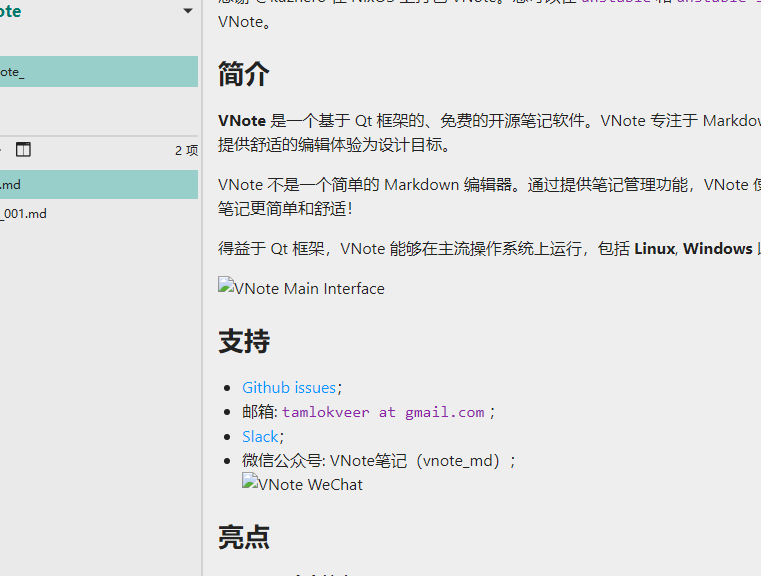 ote
ote_
2 项
.md
_001.md
VNote。
简介
VNote 是一个基于 Qt 框架的、免费的开源笔记软件。VNote 专注于
提供舒适的编辑体验为设计目标。
VNote 不是一个简单的 Markdown 编辑器。通过提供笔记管理功能，VNote
笔记更简单和舒适！
得益于 Qt 框架，VNote 能够在主流操作系统上运行，包括 Linux, Windows
VNote Main Interface
支持
Github issues；
邮箱: tamlokveer at gmail.com ；
Slack；
微信公众号: VNote笔记（vnote_md）；
VNote WeChat
亮点